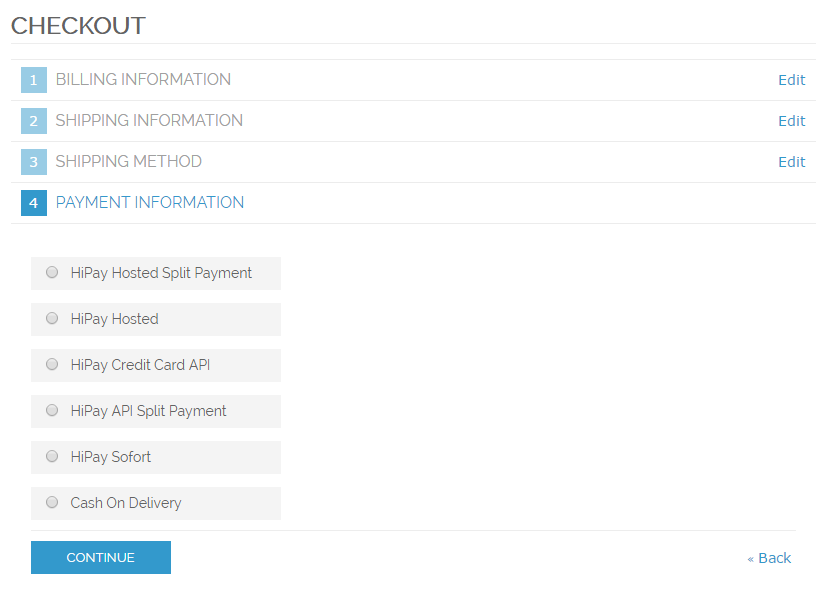 CHECKOUT
1 BILLING INFORMATION Edit
2 SHIPPING INFORMATION Edit
3 SHIPPING METHOD Edit
4 PAYMENT INFORMATION
HiPay Hosted Split Payment
HiPay Hosted
HiPay Credit Card API
HiPay API Split Payment
HiPay Sofort
Cash On Delivery
CONTINUE « Back